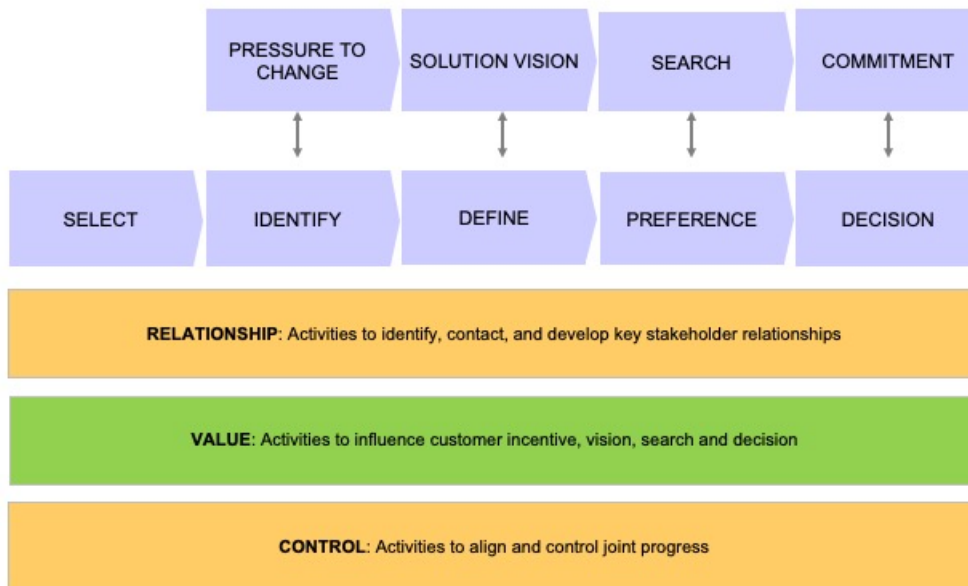 PRESSURE TO
CHANGE
SOLUTION VISION
SEARCH
COMMITMENT
SELECT
IDENTIFY
DEFINE
PREFERENCE
DECISION
RELATIONSHIP: Activities to identify, contact, and develop key stakeholder relationships
VALUE: Activities to influence customer incentive, vision, search and decision
CONTROL: Activities to align and control joint progress